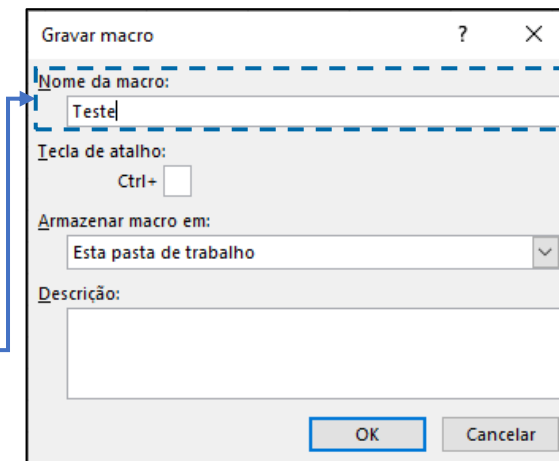 Gravar macro ? ×
Nome da macro:
Teste
Tecla de atalho:
Ctrl+
Armazenar macro em:
Esta pasta de trabalho
Descrição:
OK Cancelar